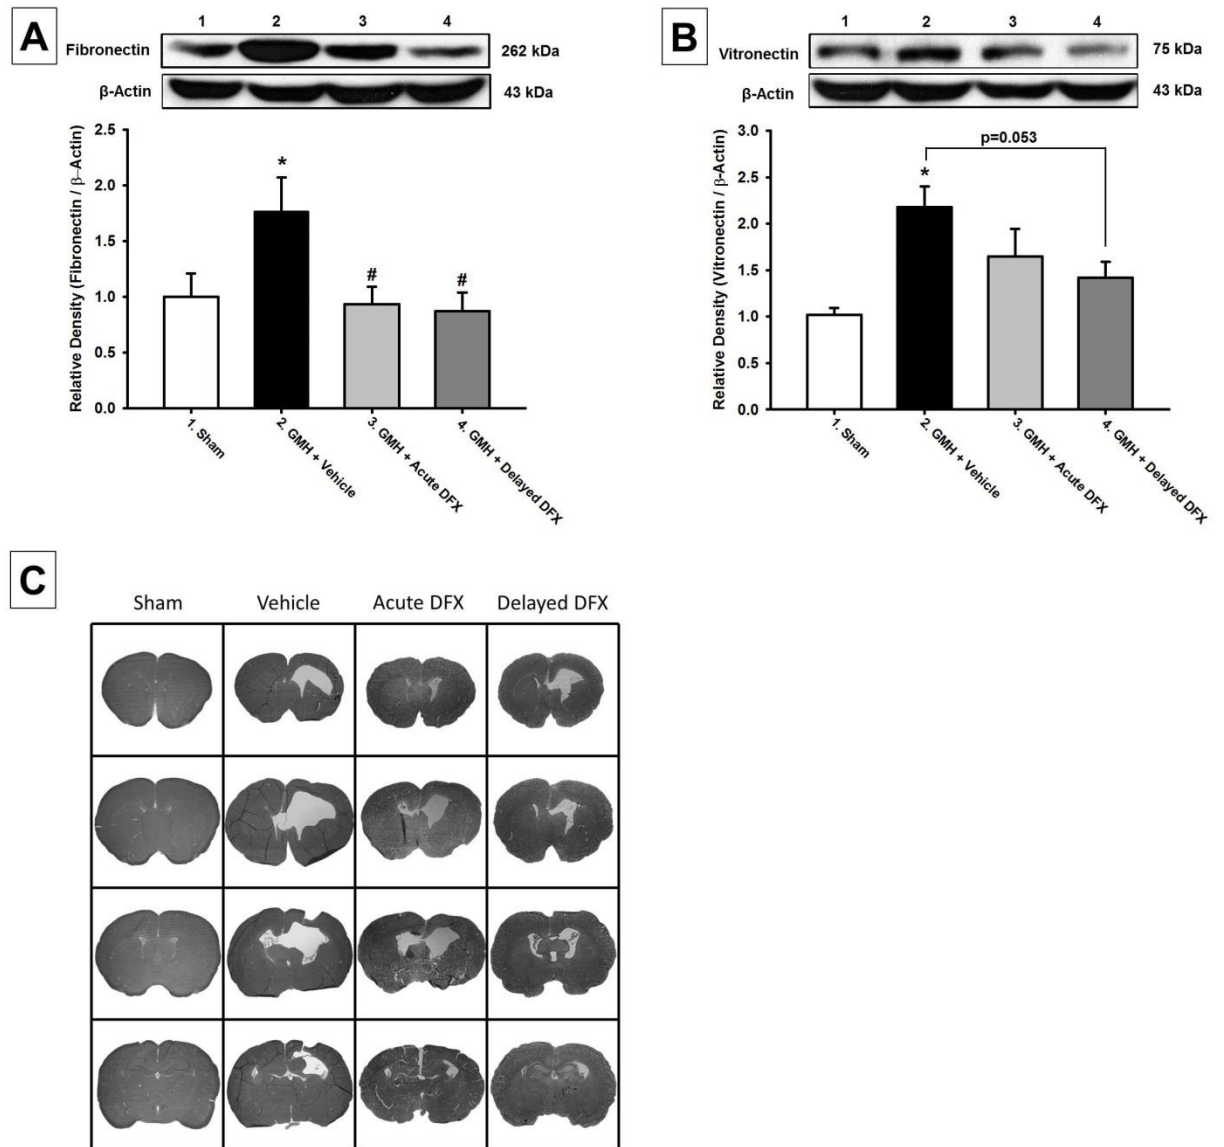 A
1 2 3 4
Fibronectin 262 kDa
β-Actin 43 kDa
Relative Density (Fibronectin / β-Actin)
2.5
2.0
1.5
1.0
0.5
0.0
*
#
#
1. Sham
2. GMH + Vehicle
3. GMH + Acute DFX
4. GMH + Delayed DFX
B
1 2 3 4
Vitronectin 75 kDa
β-Actin 43 kDa
Relative Density (Vitronectin / β-Actin)
3.0
2.5
2.0
1.5
1.0
0.5
0.0
p=0.053
*
1. Sham
2. GMH + Vehicle
3. GMH + Acute DFX
4. GMH + Delayed DFX
C
Sham Vehicle Acute DFX Delayed DFX